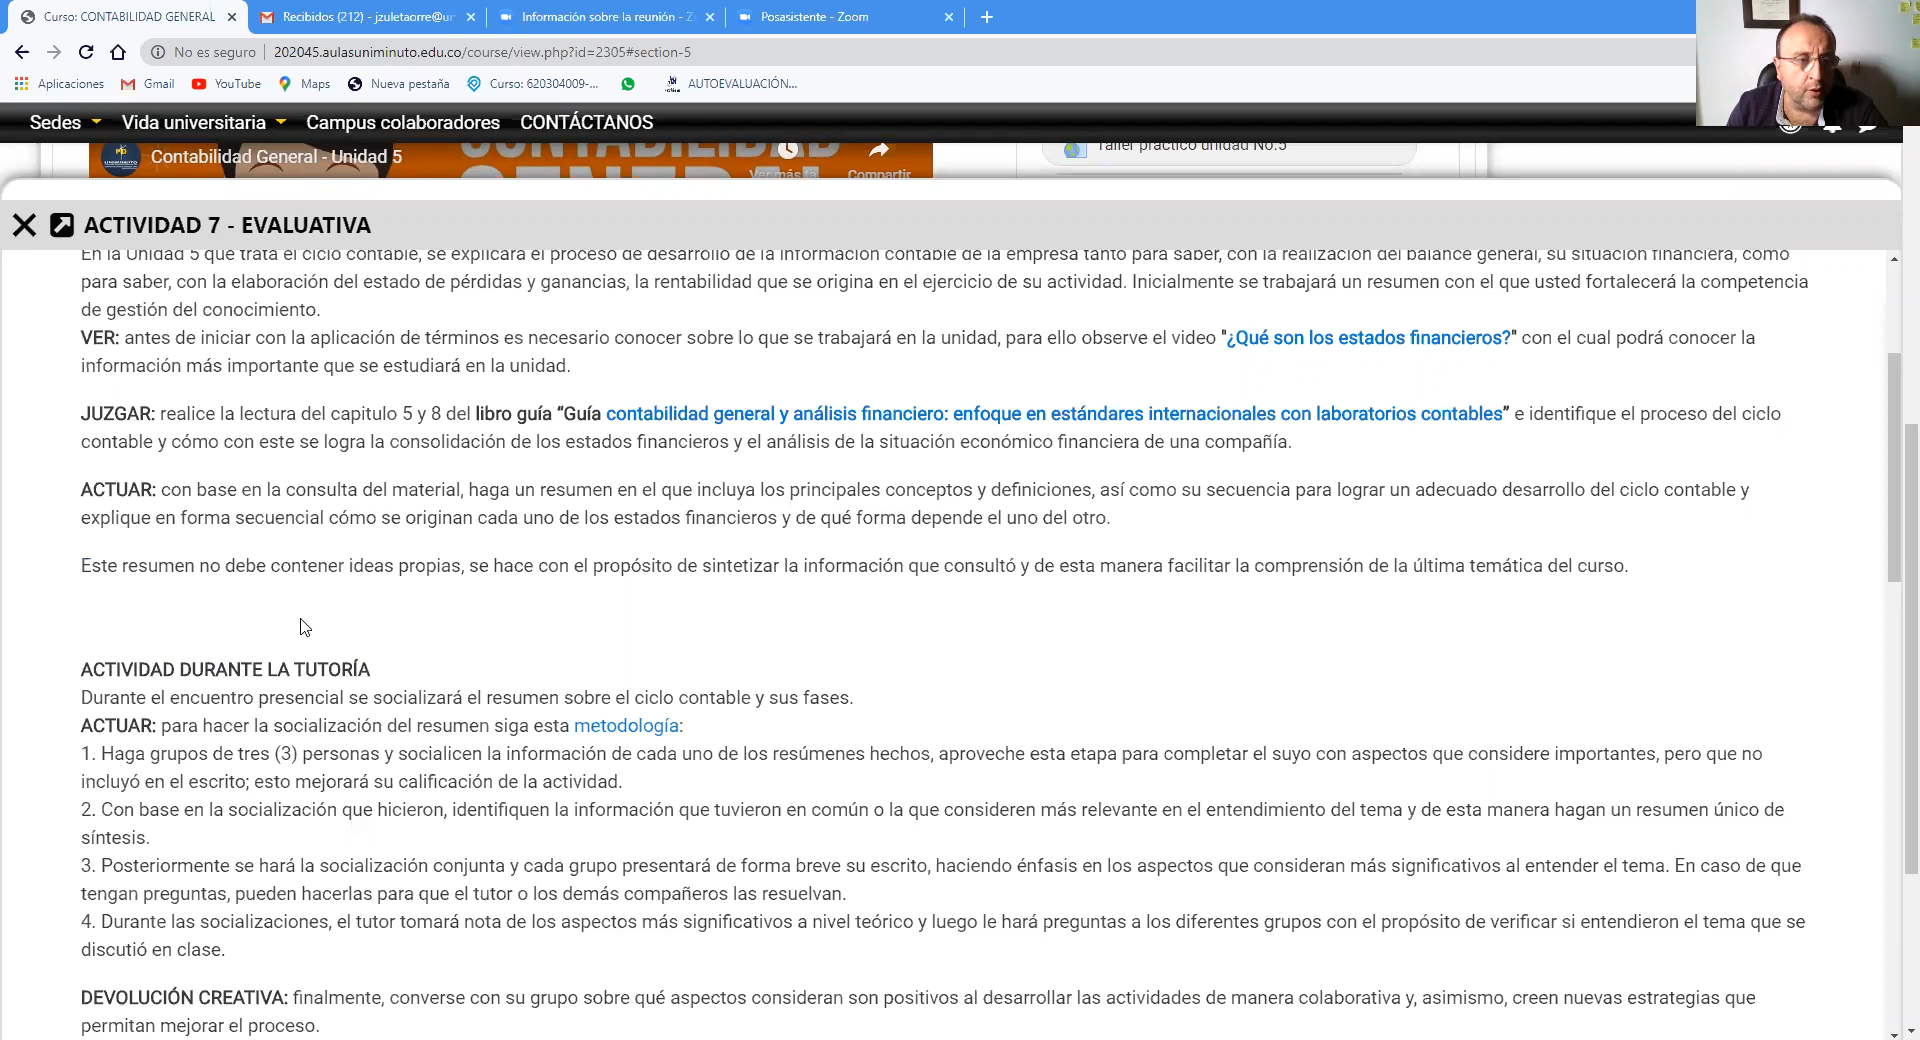 Curso: CONTABILIDAD GENERAL
Recibidos (212) - jzuletaorre@ur
Información sobre la reunión - Z
Posasistente - Zoom
No es seguro | 202045.aulasuniminuto.edu.co/course/view.php?id=2305#section-5
Aplicaciones
Gmail
YouTube
Maps
Nueva pestaña
Curso: 620304009-...
AUTOEVALUACIÓN...
Sedes
Vida universitaria
Campus colaboradores
CONTÁCTANOS
Contabilidad General - Unidad 5
CONTABILIDAD
Ver más ta
Compartir
Taller practico unidad No.5
ACTIVIDAD 7 - EVALUATIVA
En la Unidad 5 que trata el ciclo contable, se explicará el proceso de desarrollo de la información contable de la empresa tanto para saber, con la realización del balance general, su situación financiera, como
para saber, con la elaboración del estado de pérdidas y ganancias, la rentabilidad que se origina en el ejercicio de su actividad. Inicialmente se trabajará un resumen con el que usted fortalecerá la competencia
de gestión del conocimiento.
VER: antes de iniciar con la aplicación de términos es necesario conocer sobre lo que se trabajará en la unidad, para ello observe el video "¿Qué son los estados financieros?" con el cual podrá conocer la
información más importante que se estudiará en la unidad.
JUZGAR: realice la lectura del capitulo 5 y 8 del libro guía “Guía contabilidad general y análisis financiero: enfoque en estándares internacionales con laboratorios contables” e identifique el proceso del ciclo
contable y cómo con este se logra la consolidación de los estados financieros y el análisis de la situación económico financiera de una compañía.
ACTUAR: con base en la consulta del material, haga un resumen en el que incluya los principales conceptos y definiciones, así como su secuencia para lograr un adecuado desarrollo del ciclo contable y
explique en forma secuencial cómo se originan cada uno de los estados financieros y de qué forma depende el uno del otro.
Este resumen no debe contener ideas propias, se hace con el propósito de sintetizar la información que consultó y de esta manera facilitar la comprensión de la última temática del curso.
ACTIVIDAD DURANTE LA TUTORÍA
Durante el encuentro presencial se socializará el resumen sobre el ciclo contable y sus fases.
ACTUAR: para hacer la socialización del resumen siga esta metodología:
1. Haga grupos de tres (3) personas y socialicen la información de cada uno de los resúmenes hechos, aproveche esta etapa para completar el suyo con aspectos que considere importantes, pero que no
incluyó en el escrito; esto mejorará su calificación de la actividad.
2. Con base en la socialización que hicieron, identifiquen la información que tuvieron en común o la que consideren más relevante en el entendimiento del tema y de esta manera hagan un resumen único de
síntesis.
3. Posteriormente se hará la socialización conjunta y cada grupo presentará de forma breve su escrito, haciendo énfasis en los aspectos que consideran más significativos al entender el tema. En caso de que
tengan preguntas, pueden hacerlas para que el tutor o los demás compañeros las resuelvan.
4. Durante las socializaciones, el tutor tomará nota de los aspectos más significativos a nivel teórico y luego le hará preguntas a los diferentes grupos con el propósito de verificar si entendieron el tema que se
discutió en clase.
DEVOLUCIÓN CREATIVA: finalmente, converse con su grupo sobre qué aspectos consideran son positivos al desarrollar las actividades de manera colaborativa y, asimismo, creen nuevas estrategias que
permitan mejorar el proceso.